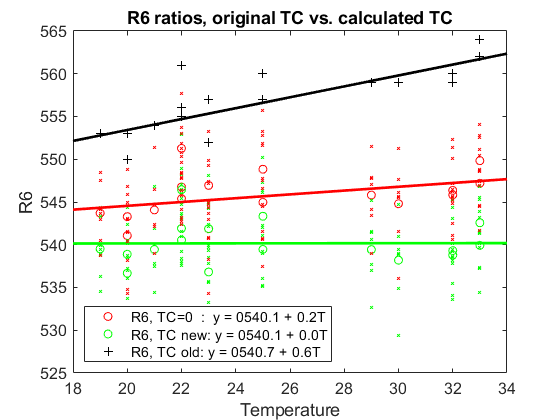 R6 ratios, original TC vs. calculated TC
565
560
555
550
545
540
535
530
525
R6
R6, TC=0 : y = 0540.1 + 0.2T
R6, TC new: y = 0540.1 + 0.0T
R6, TC old: y = 0540.7 + 0.6T
18 20 22 24 26 28 30 32 34
Temperature